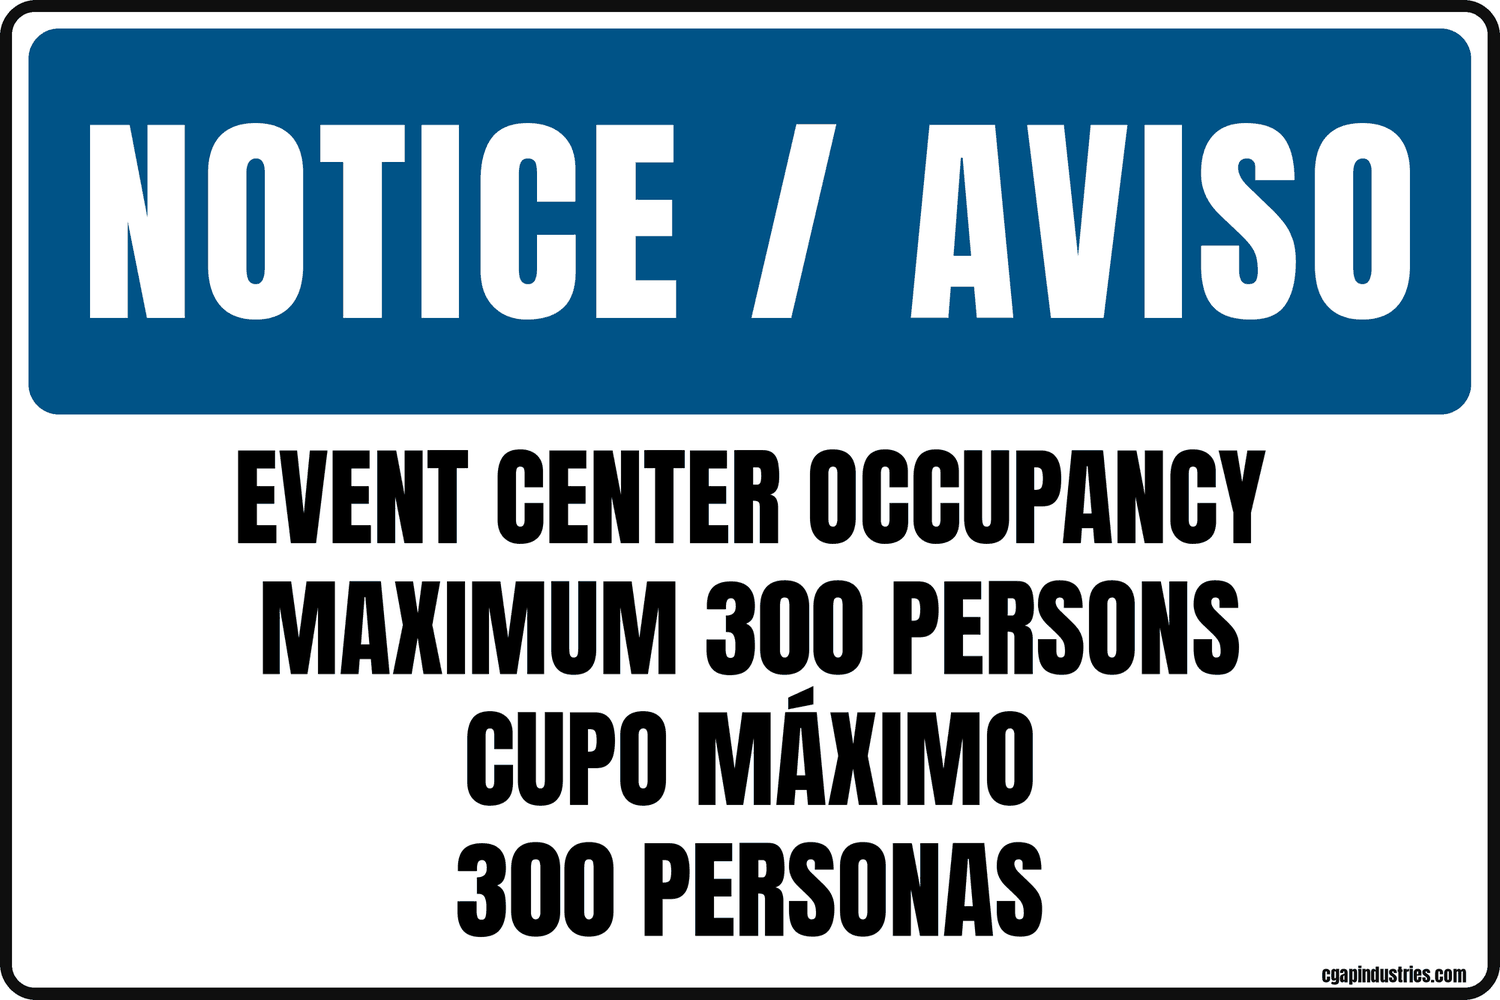 NOTICE / AVISO
EVENT CENTER OCCUPANCY
MAXIMUM 300 PERSONS
CUPO MÁXIMO
300 PERSONAS
cgapindustries.com